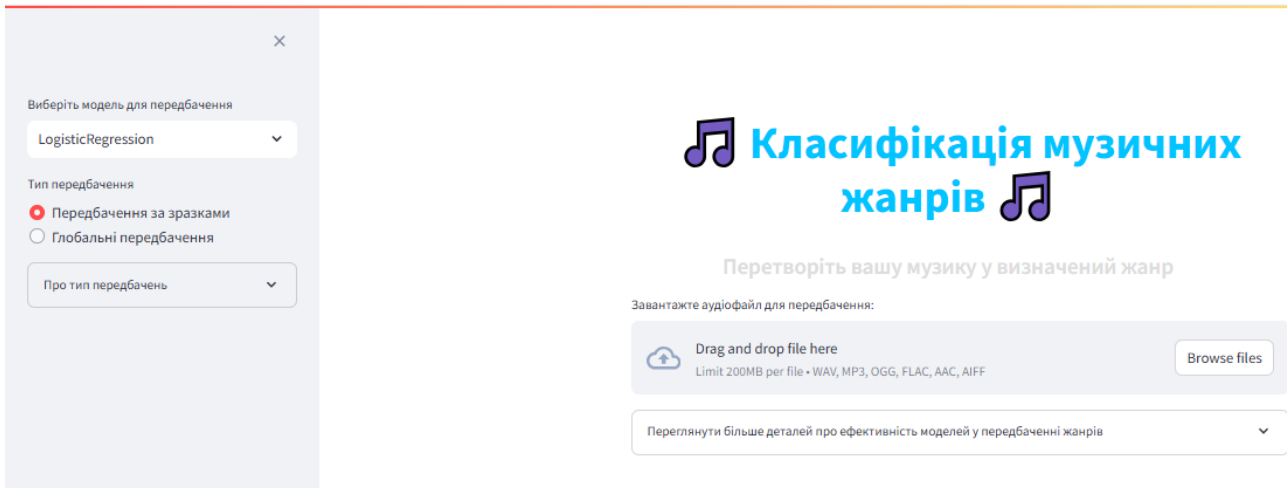 Виберіть модель для передбачення
LogisticRegression
Тип передбачення
Передбачення за зразками
Глобальні передбачення
Про тип передбачень
Класифікація музичних
жанрів
Перетворіть вашу музику у визначений жанр
Завантажте аудіофайл для передбачення:
Drag and drop file here
Limit 200MB per file • WAV, MP3, OGG, FLAC, AAC, AIFF
Browse files
Переглянути більше деталей про ефективність моделей у передбаченні жанрів